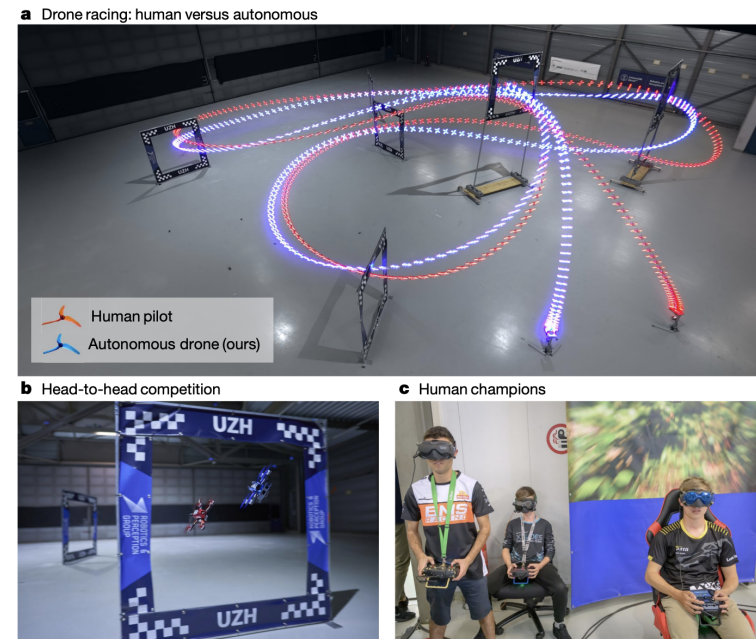 a Drone racing: human versus autonomous
UZH
UZH
UZH
Human pilot
Autonomous drone (ours)
b Head-to-head competition
c Human champions
UZH
ROBOTICS &
PERCEPTION
GROUP
UZH